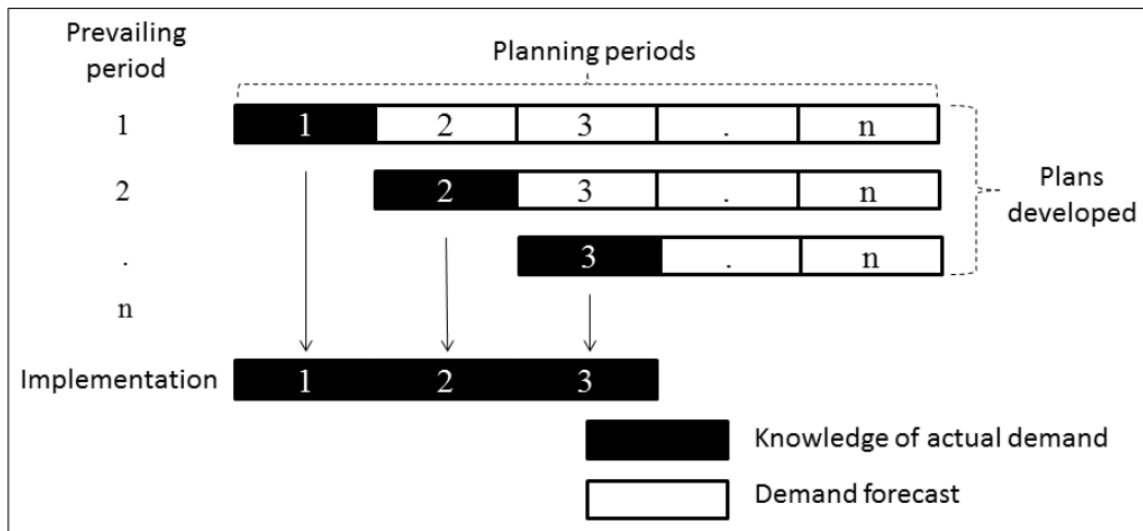 Prevailing
period
Planning periods
1
1 2 3 . n
2
2 3 . n
Plans
developed
.
3 . n
n
Implementation
1 2 3
Knowledge of actual demand
Demand forecast